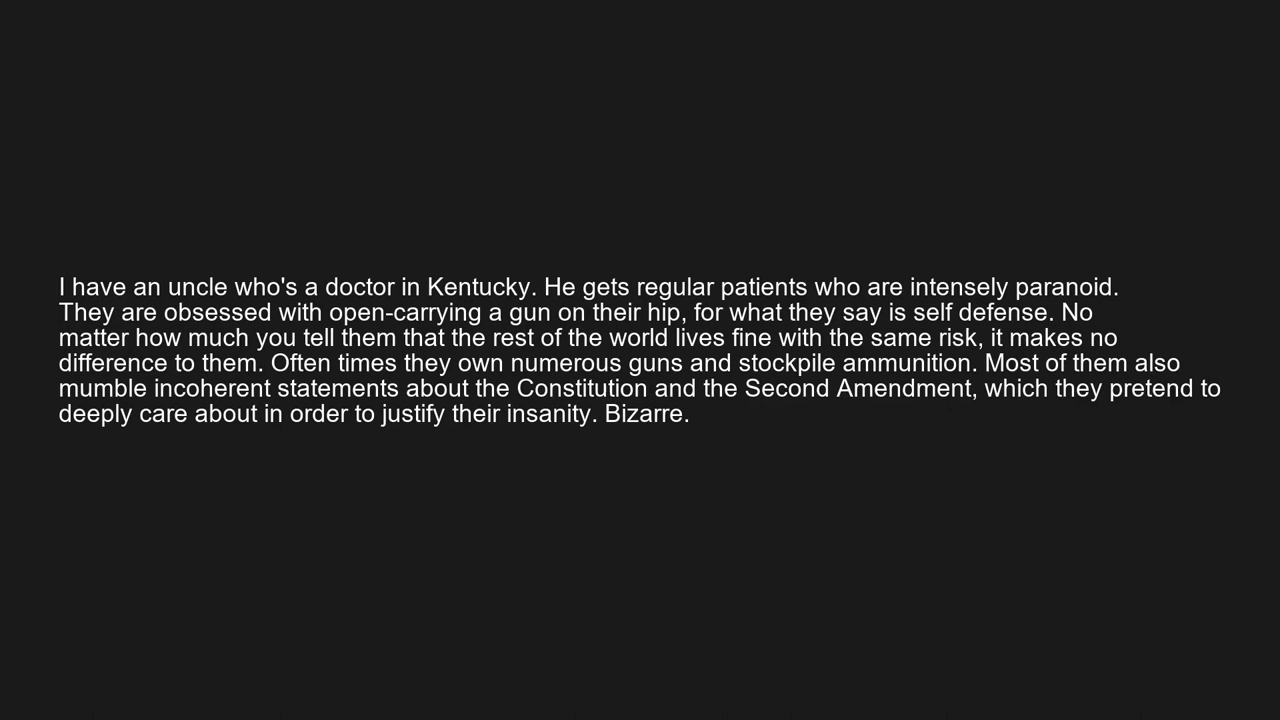 I have an uncle who's a doctor in Kentucky. He gets regular patients who are intensely paranoid.
They are obsessed with open-carrying a gun on their hip, for what they say is self defense. No
matter how much you tell them that the rest of the world lives fine with the same risk, it makes no
difference to them. Often times they own numerous guns and stockpile ammunition. Most of them also
mumble incoherent statements about the Constitution and the Second Amendment, which they pretend to
deeply care about in order to justify their insanity. Bizarre.